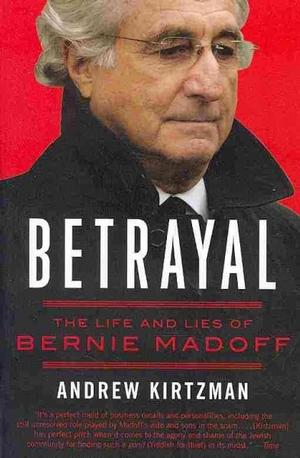 BETRAYAL
THE LIFE AND LIES OF
BERNIE MADOFF
ANDREW KIRTZMAN
"It's a perfect meld of business details and personalities, including the
still unresolved role played by Madoff's wife and sons in the scam. . . . [Kirtzman]
has perfect pitch when it comes to the agony and shame of the Jewish
community for finding such a goniff (Yiddish for thief) in its midst." —Time